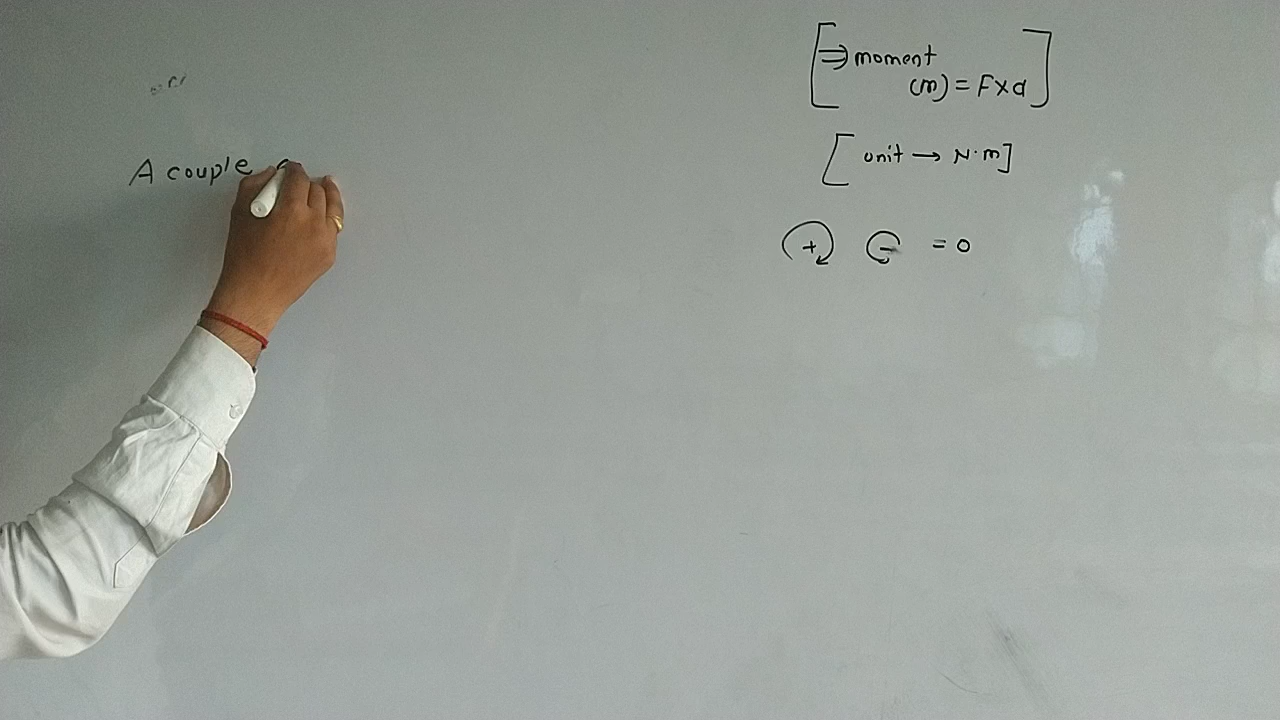 A couple
⇒ moment
(m) = F×d
unit → N·m]
+ - = 0